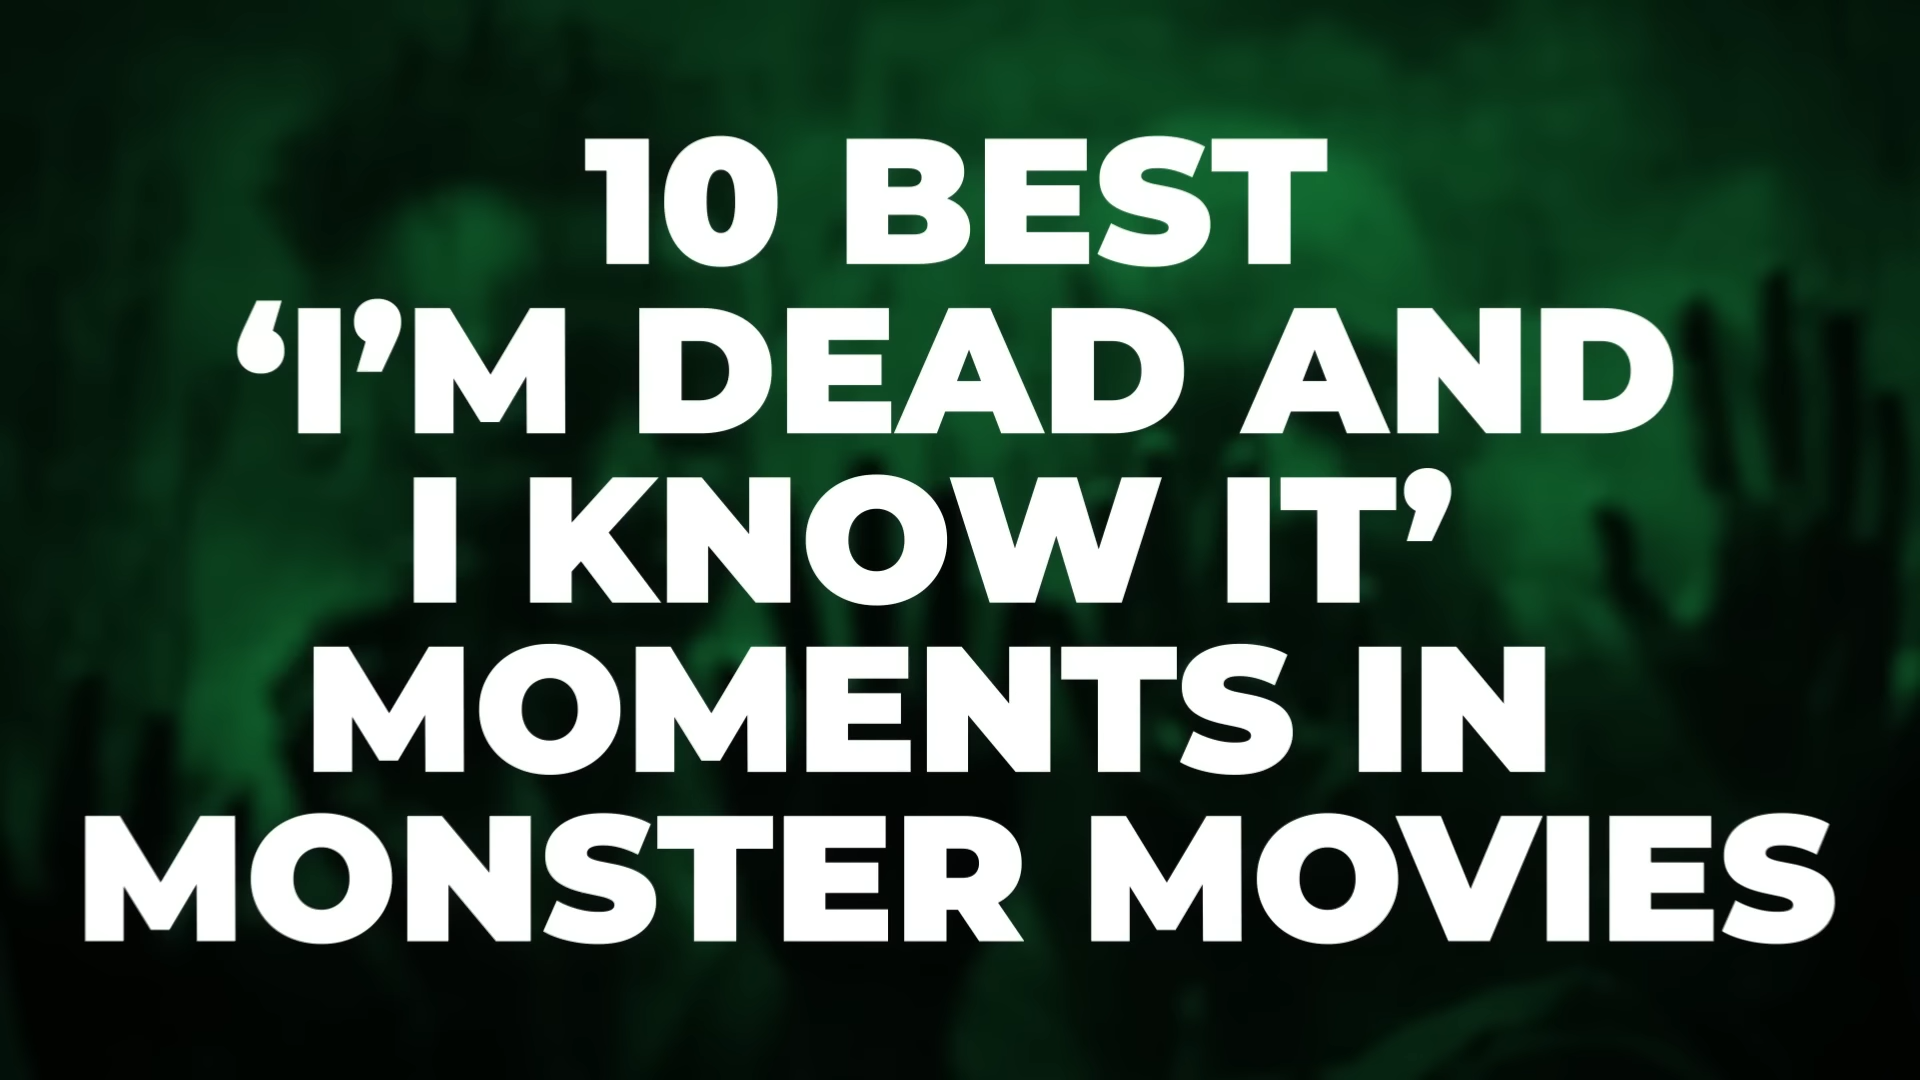 10 BEST
‘I’M DEAD AND
I KNOW IT’
MOMENTS IN
MONSTER MOVIES